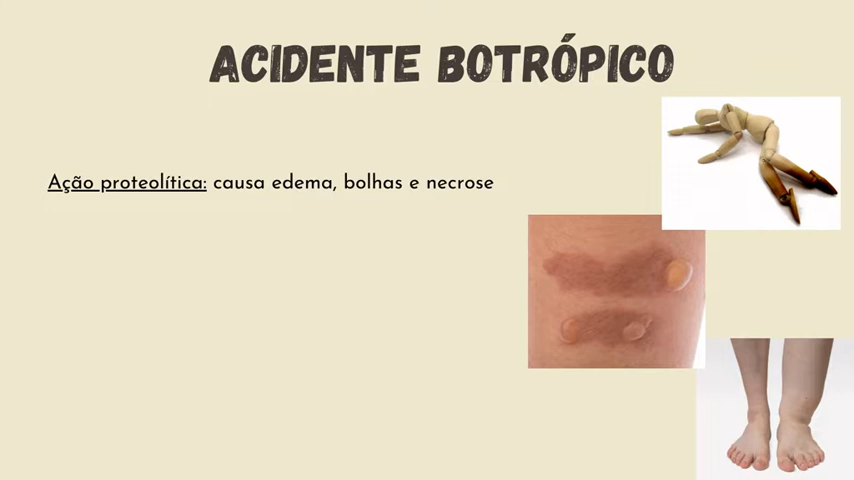 ACIDENTE BOTRÓPICO
Ação proteolítica: causa edema, bolhas e necrose